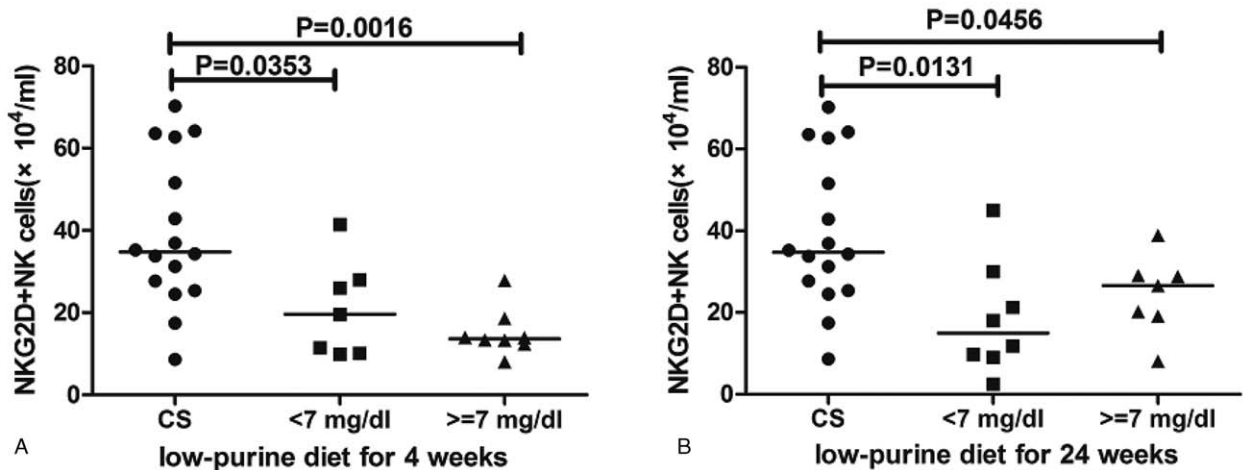 P=0.0016
P=0.0353
NKG2D+NK cells(× 10⁴/ml)
80
60
40
20
0
CS <7 mg/dl >=7 mg/dl
A low-purine diet for 4 weeks
P=0.0456
P=0.0131
NKG2D+NK cells(× 10⁴/ml)
80
60
40
20
0
CS <7 mg/dl >=7 mg/dl
B low-purine diet for 24 weeks